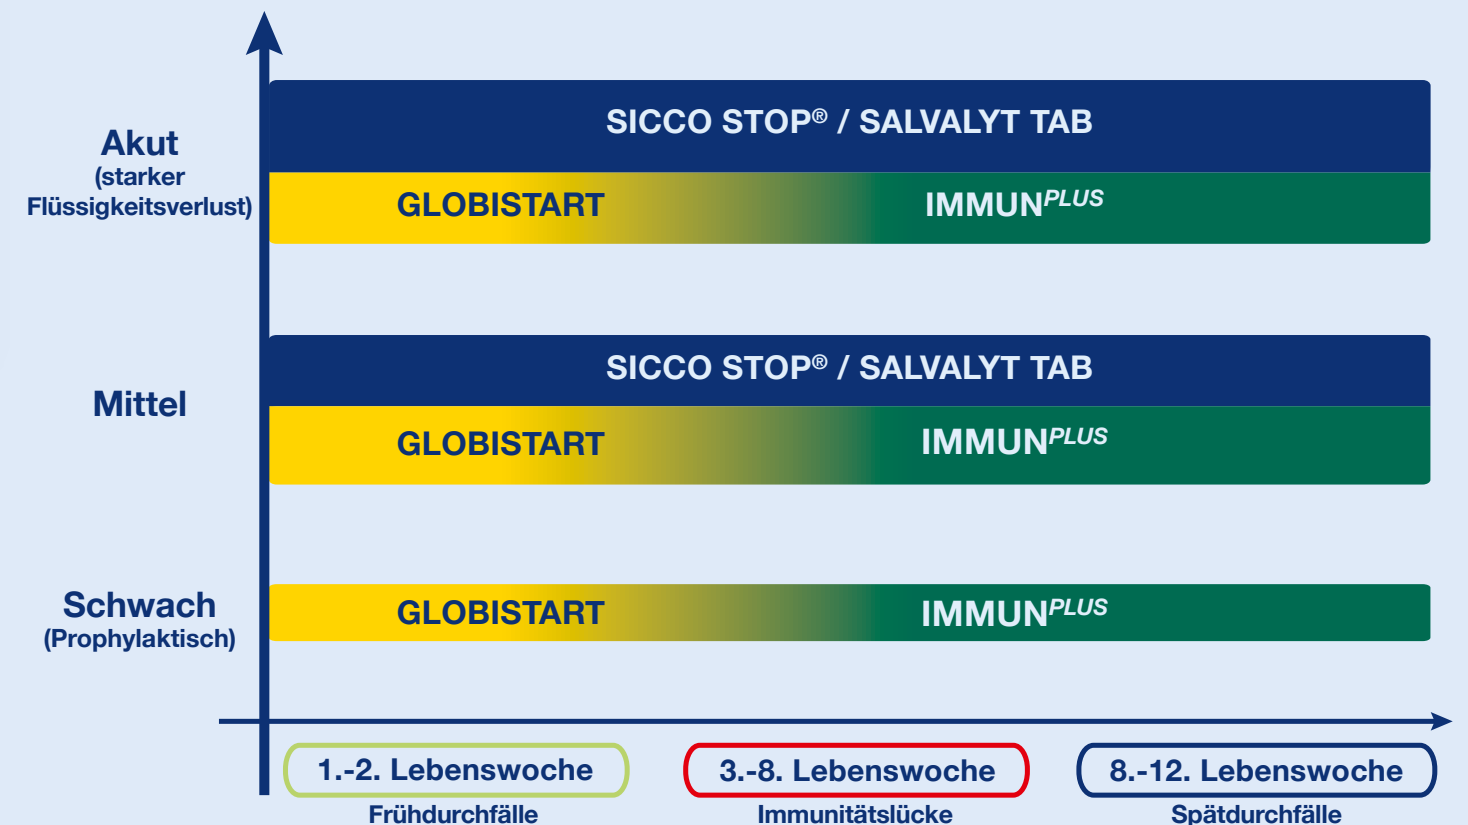 Akut
(starker
Flüssigkeitsverlust)
SICCO STOP® / SALVALYT TAB
GLOBISTART IMMUNPLUS
Mittel
SICCO STOP® / SALVALYT TAB
GLOBISTART IMMUNPLUS
Schwach
(Prophylaktisch)
GLOBISTART IMMUNPLUS
1.-2. Lebenswoche 3.-8. Lebenswoche 8.-12. Lebenswoche
Frühdurchfälle Immunitätslücke Spätdurchfälle